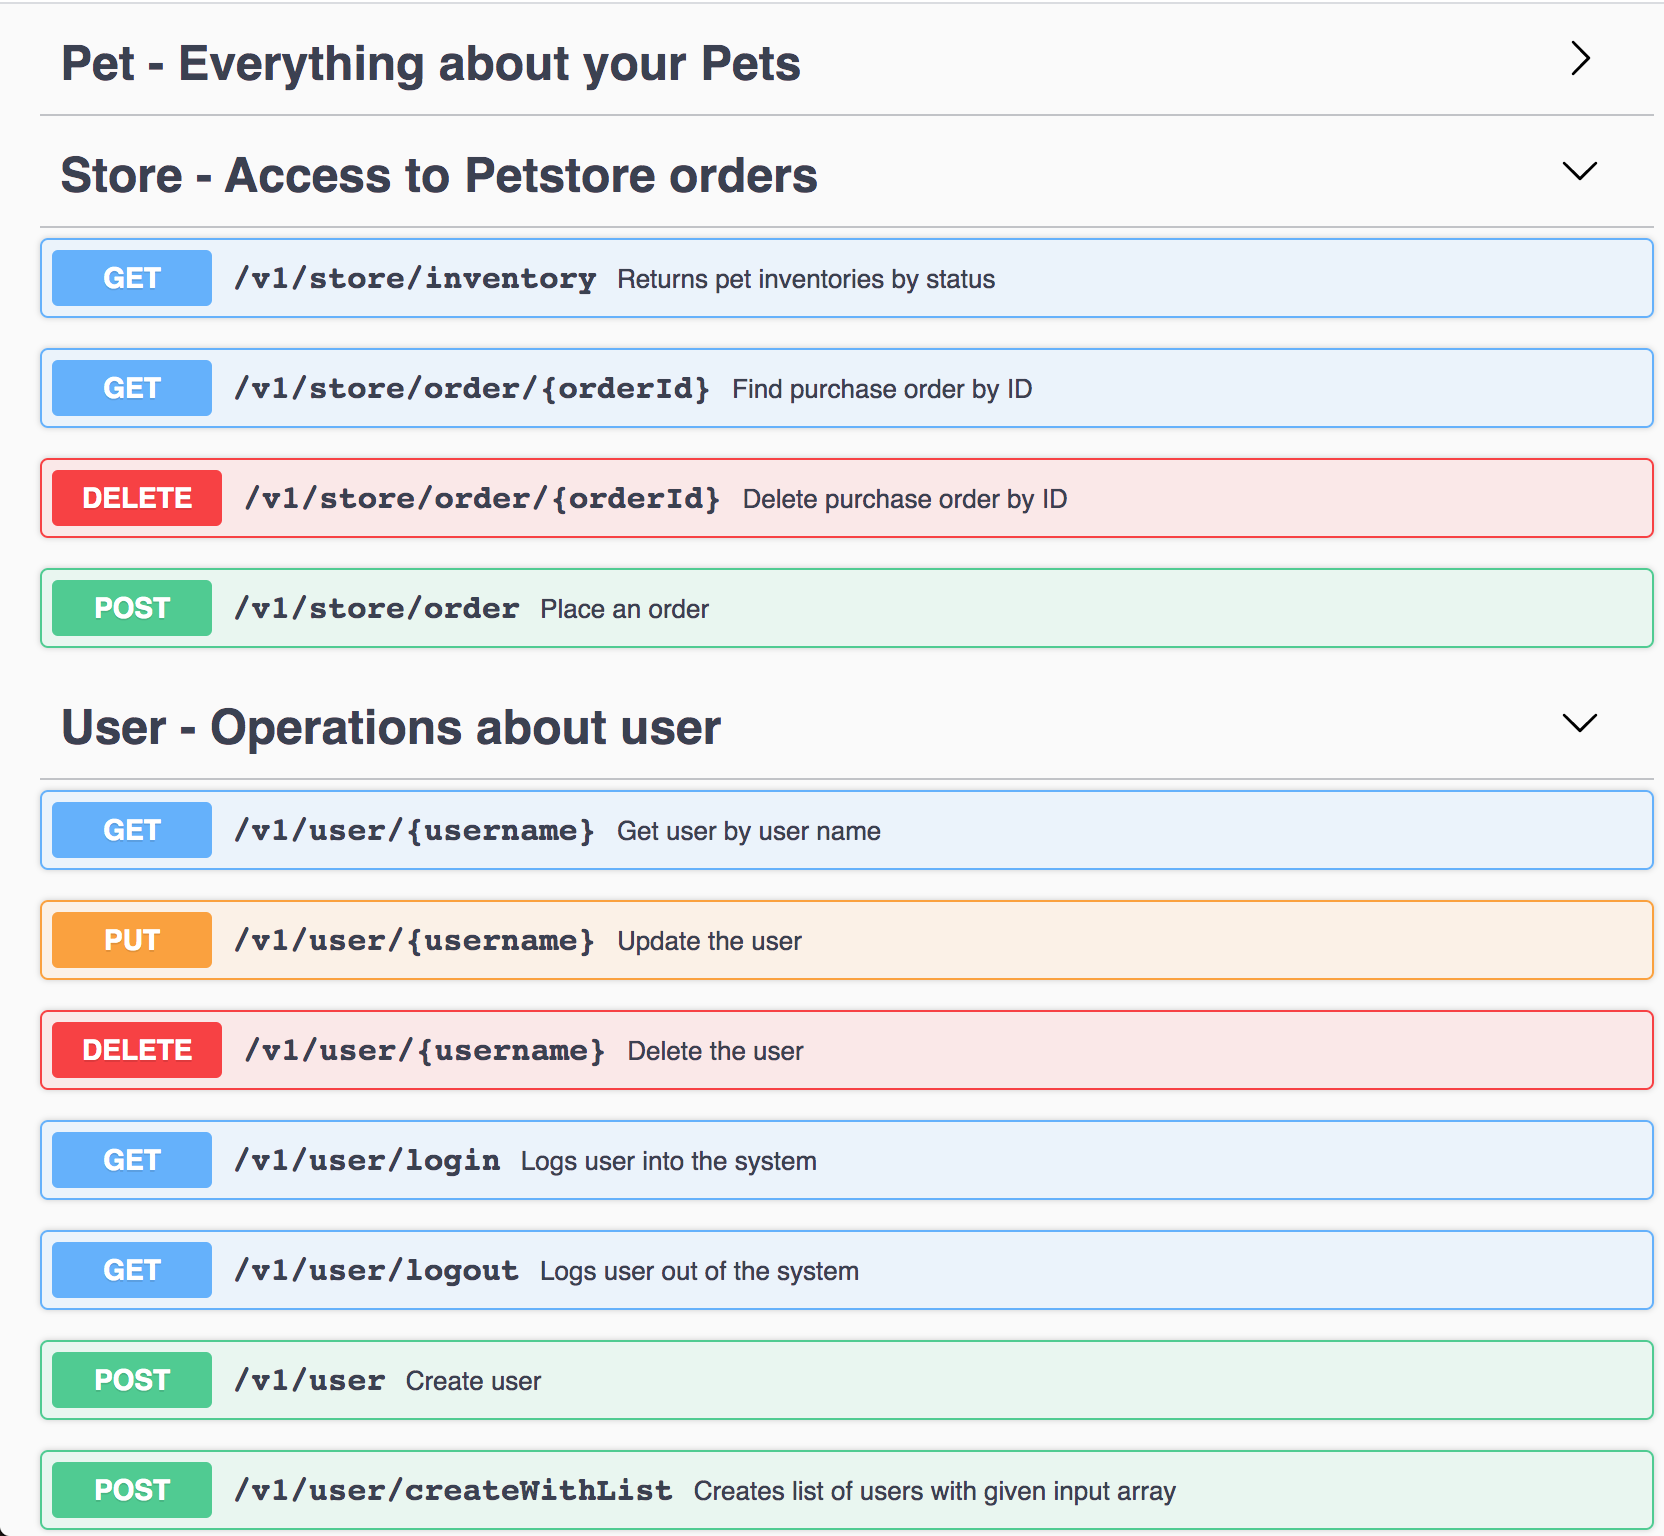 Pet - Everything about your Pets
Store - Access to Petstore orders
GET /v1/store/inventory Returns pet inventories by status
GET /v1/store/order/{orderId} Find purchase order by ID
DELETE /v1/store/order/{orderId} Delete purchase order by ID
POST /v1/store/order Place an order
User - Operations about user
GET /v1/user/{username} Get user by user name
PUT /v1/user/{username} Update the user
DELETE /v1/user/{username} Delete the user
GET /v1/user/login Logs user into the system
GET /v1/user/logout Logs user out of the system
POST /v1/user Create user
POST /v1/user/createWithList Creates list of users with given input array